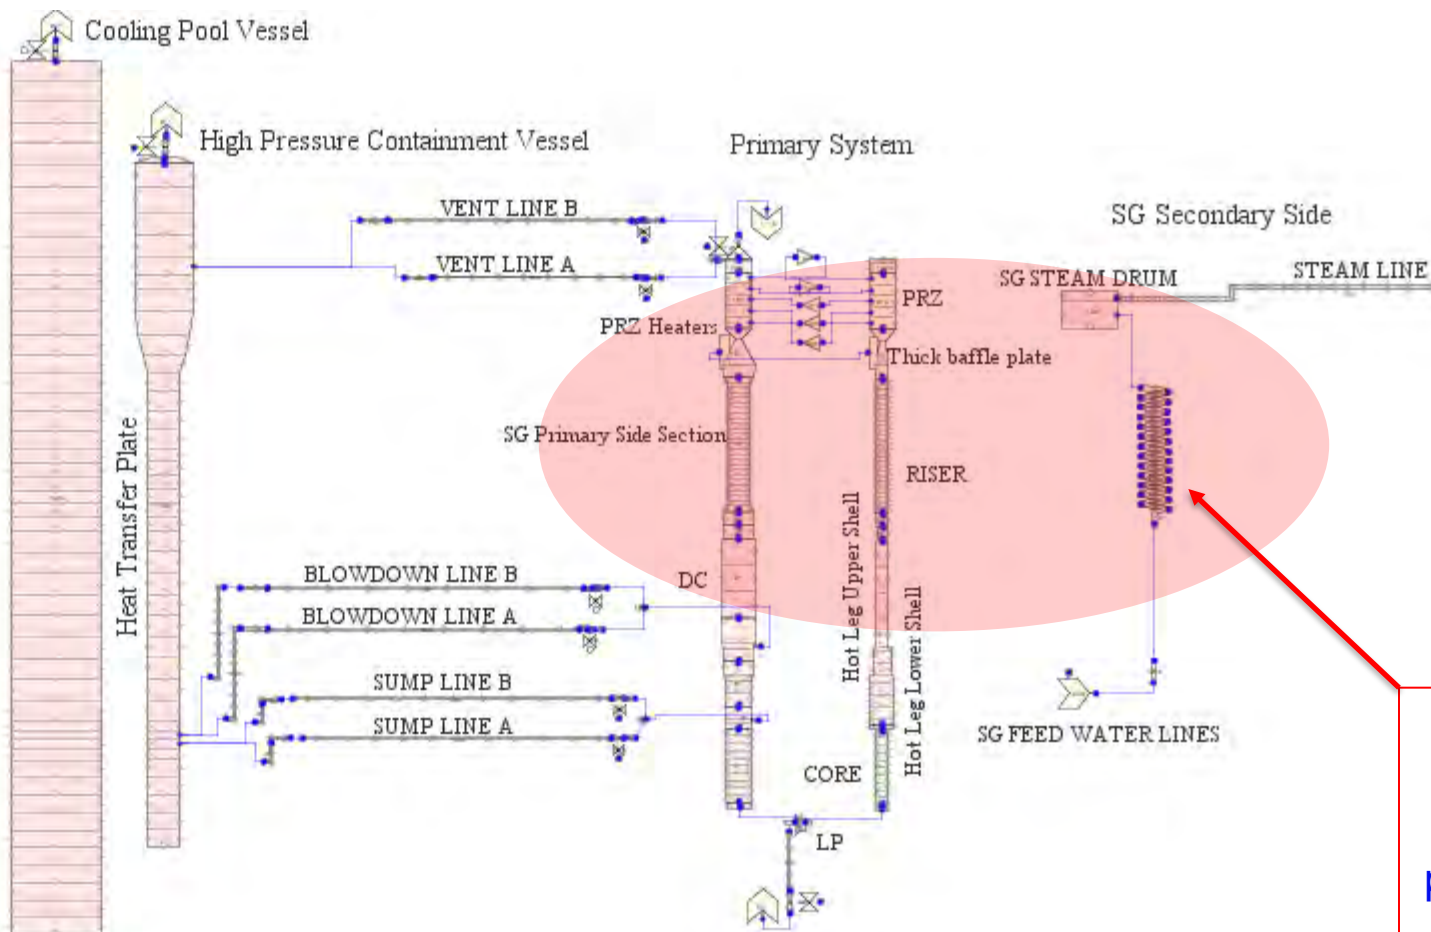 Cooling Pool Vessel
High Pressure Containment Vessel
Primary System
VENT LINE B
SG Secondary Side
VENT LINE A
SG STEAM DRUM
STEAM LINE
PRZ
PRZ Heaters
Thick baffle plate
Heat Transfer Plate
SG Primary Side Section
RISER
Hot Leg Upper Shell
BLOWDOWN LINE B
DC
BLOWDOWN LINE A
Hot Leg Lower Shell
SUMP LINE B
SUMP LINE A
SG FEED WATER LINES
CORE
LP